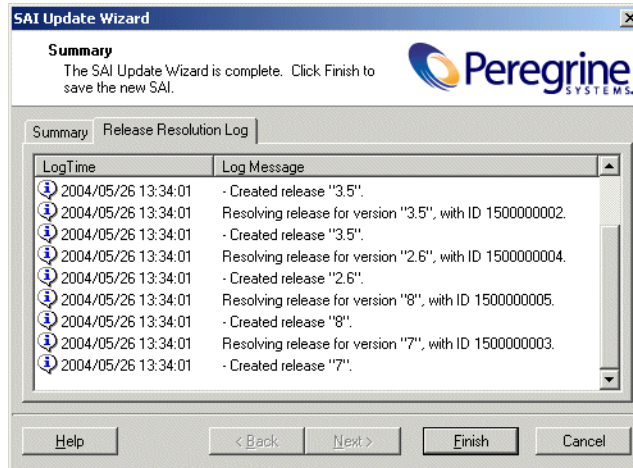 SAI Update Wizard
Summary
The SAI Update Wizard is complete. Click Finish to
save the new SAI.
Peregrine
SYSTEMS
Summary
Release Resolution Log
LogTime Log Message
2004/05/26 13:34:01 - Created release "3.5".
2004/05/26 13:34:01 Resolving release for version "3.5", with ID 1500000002.
2004/05/26 13:34:01 - Created release "3.5".
2004/05/26 13:34:01 Resolving release for version "2.6", with ID 1500000004.
2004/05/26 13:34:01 - Created release "2.6".
2004/05/26 13:34:01 Resolving release for version "8", with ID 1500000005.
2004/05/26 13:34:01 - Created release "8".
2004/05/26 13:34:01 Resolving release for version "7", with ID 1500000003.
2004/05/26 13:34:01 - Created release "7".
Help < Back Next > Finish Cancel